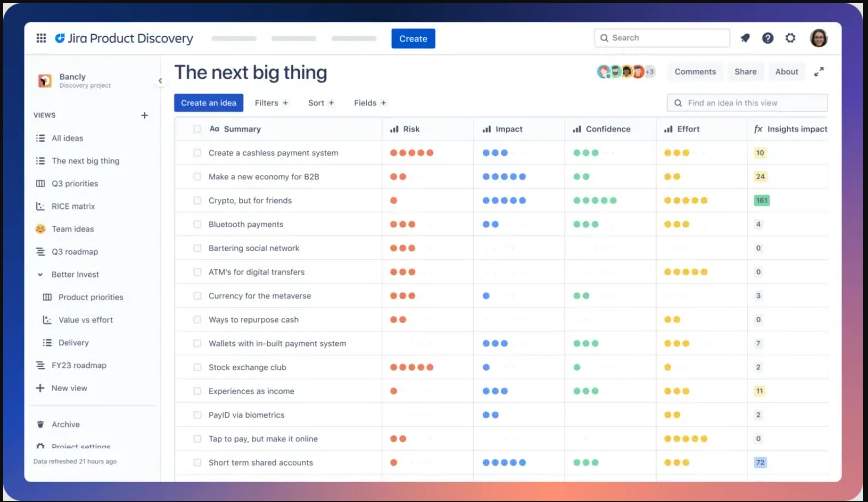 Jira Product Discovery
Create
Search
Bancly
Discovery project
VIEWS
All ideas
The next big thing
Q3 priorities
RICE matrix
Team ideas
Q3 roadmap
Better Invest
Product priorities
Value vs effort
Delivery
FY23 roadmap
New view
Archive
Project settings
Data refreshed 21 hours ago
The next big thing
+3
Comments
Share
About
Create an idea
Filters +
Sort +
Fields +
Find an idea in this view
Aa Summary Risk Impact Confidence Effort fx Insights impact
Create a cashless payment system 10
Make a new economy for B2B 24
Crypto, but for friends 161
Bluetooth payments 4
Bartering social network 0
ATM's for digital transfers 0
Currency for the metaverse 3
Ways to repurpose cash 0
Wallets with in-built payment system 7
Stock exchange club 2
Experiences as income 11
PayID via biometrics 2
Tap to pay, but make it online 0
Short term shared accounts 72